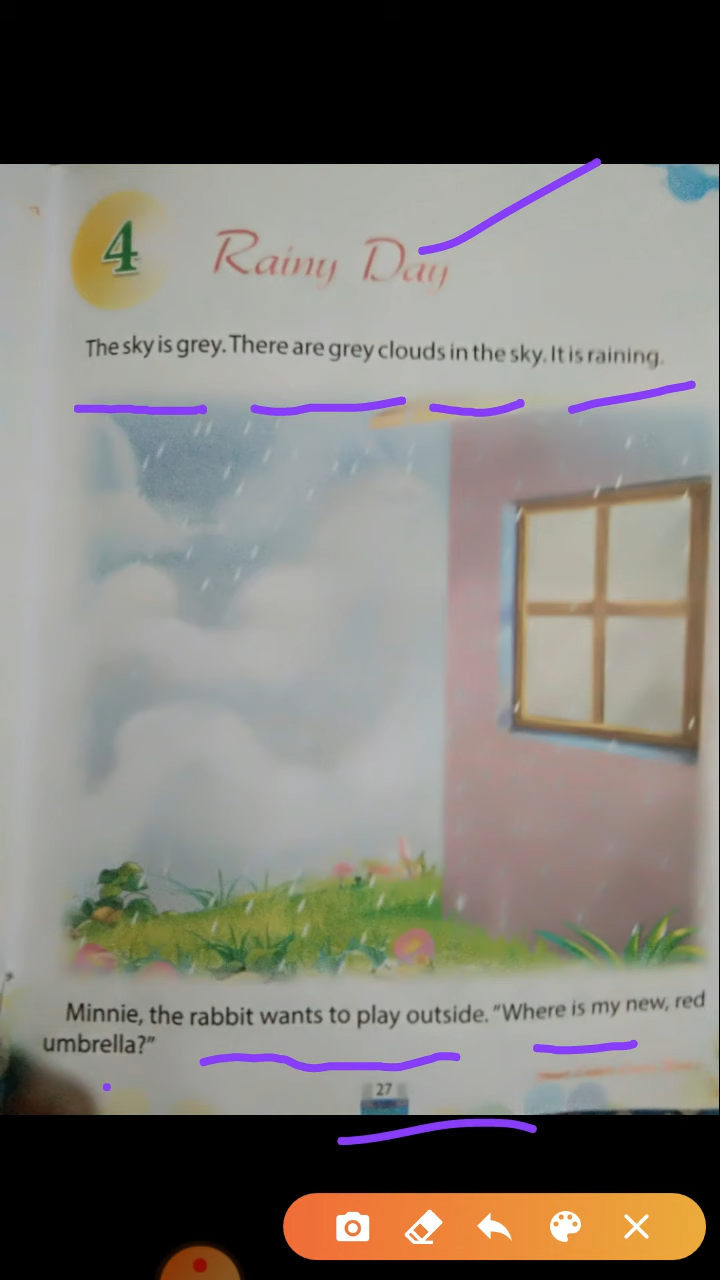 4
Rainy Day
The sky is grey. There are grey clouds in the sky. It is raining.
Minnie, the rabbit wants to play outside. "Where is my new, red
umbrella?"
27